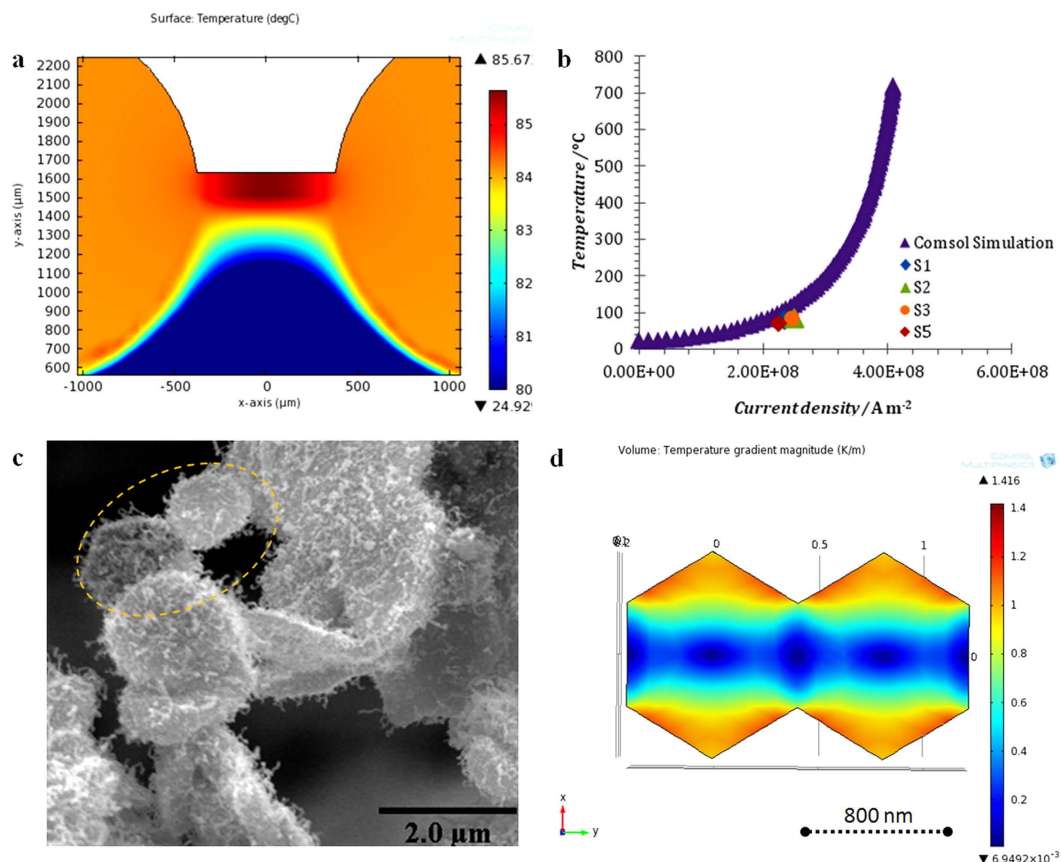 Surface: Temperature (degC)
COMSOL
MULTIPHYSICS
a
▲ 85.67
2200
2100
2000
1900
1800
1700
1600
1500
1400
1300
1200
1100
1000
900
800
700
600
y-axis (µm)
-1000 -500 0 500 1000
x-axis (µm)
85
84
83
82
81
80
▼ 24.929
b
800
700
600
500
400
300
200
100
0
Temperature /°C
0.00E+00 2.00E+08 4.00E+08 6.00E+08
Current density / A m-2
Comsol Simulation
S1
S2
S3
S5
c
2.0 µm
d
Volume: Temperature gradient magnitude (K/m)
COMSOL
MULTIPHYSICS
▲ 1.416
0 0.5 1
0
1.4
1.2
1
0.8
0.6
0.4
0.2
x
y
800 nm
▼ 6.9492×10-3